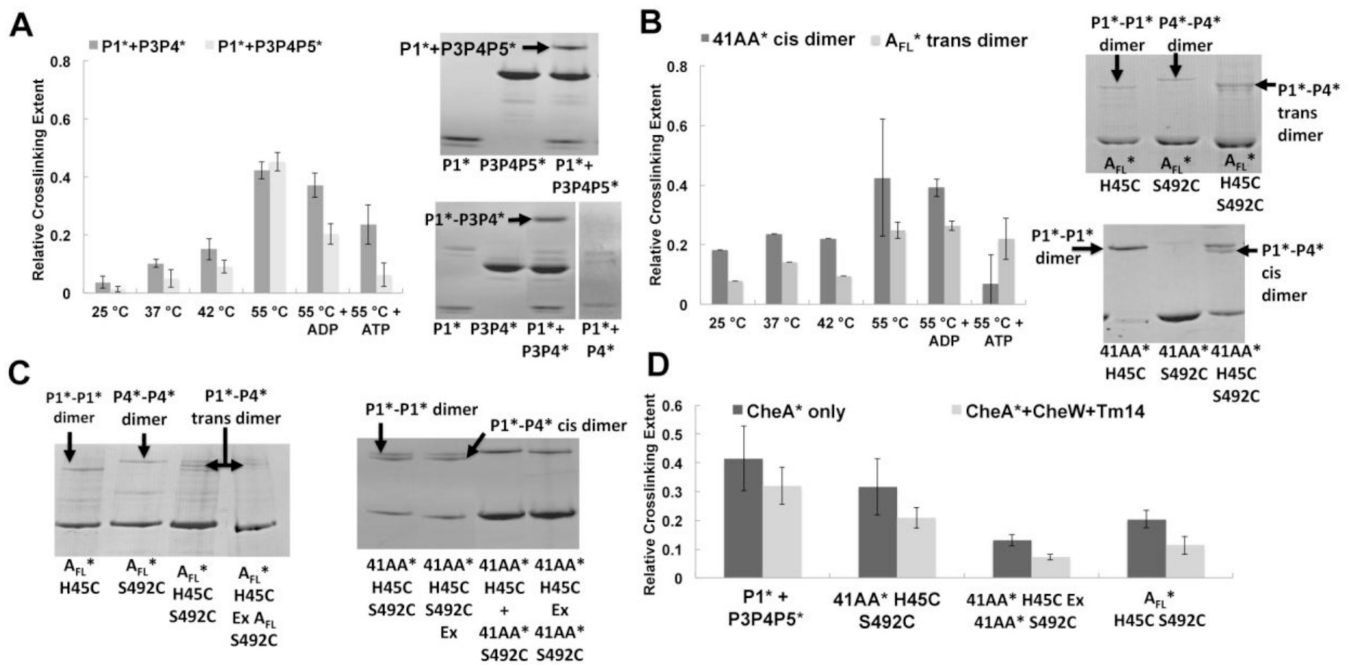 A
P1*+P3P4* P1*+P3P4P5*
Relative Crosslinking Extent
0.8
0.6
0.4
0.2
0
25 °C 37 °C 42 °C 55 °C 55 °C + 55 °C +
ADP ATP
P1*+P3P4P5*
P1* P3P4P5* P1*+
P3P4P5*
P1*-P3P4*
P1* P3P4* P1*+ P1*+
P3P4* P4*
B
41AA* cis dimer AFL* trans dimer
Relative Crosslinking Extent
0.8
0.6
0.4
0.2
0
25 °C 37 °C 42 °C 55 °C 55 °C + 55 °C +
ADP ATP
P1*-P1* P4*-P4*
dimer dimer
P1*-P4*
trans
dimer
AFL* AFL* AFL*
H45C S492C H45C
S492C
P1*-P1*
dimer
P1*-P4*
cis
dimer
41AA* 41AA* 41AA*
H45C S492C H45C
S492C
C
P1*-P1* P4*-P4* P1*-P4*
dimer dimer trans dimer
AFL* AFL* AFL* AFL*
H45C S492C H45C H45C
S492C Ex AFL
S492C
P1*-P1* dimer
P1*-P4* cis dimer
41AA* 41AA* 41AA* 41AA*
H45C H45C H45C H45C
S492C S492C + Ex
Ex 41AA* 41AA*
S492C S492C
D
CheA* only CheA*+CheW+Tm14
Relative Crosslinking Extent
0.6
0.5
0.4
0.3
0.2
0.1
0
P1* + 41AA* H45C 41AA* H45C Ex AFL*
P3P4P5* S492C 41AA* S492C H45C S492C